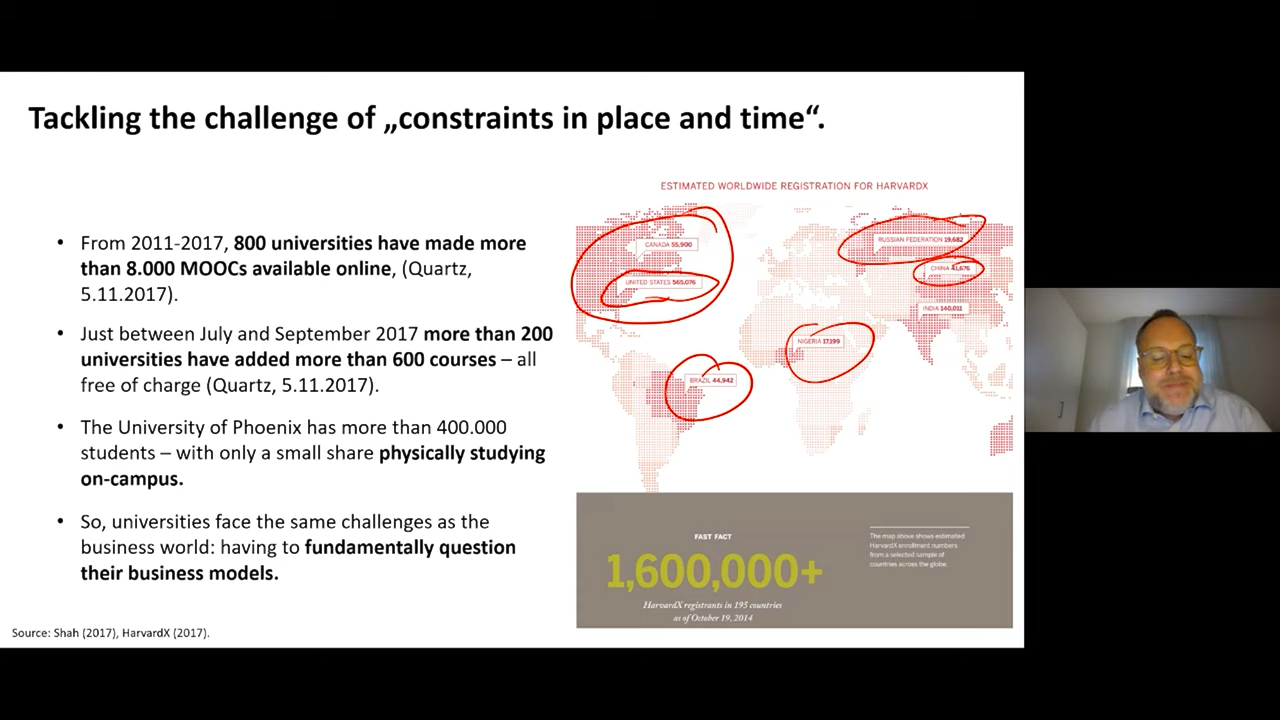 Tackling the challenge of „constraints in place and time“.
• From 2011-2017, 800 universities have made more
than 8.000 MOOCs available online, (Quartz,
5.11.2017).
• Just between July and September 2017 more than 200
universities have added more than 600 courses – all
free of charge (Quartz, 5.11.2017).
• The University of Phoenix has more than 400.000
students – with only a small share physically studying
on-campus.
• So, universities face the same challenges as the
business world: having to fundamentally question
their business models.
Source: Shah (2017), HarvardX (2017).
ESTIMATED WORLDWIDE REGISTRATION FOR HARVARDX
CANADA 55,900
UNITED STATES 565,076
RUSSIAN FEDERATION 19,682
CHINA 41,676
INDIA 140,011
NIGERIA 17,199
BRAZIL 44,942
FAST FACT
1,600,000+
HarvardX registrants in 195 countries
as of October 19, 2014
The map above shows estimated
HarvardX enrollment numbers
from a selected sample of
countries across the globe.